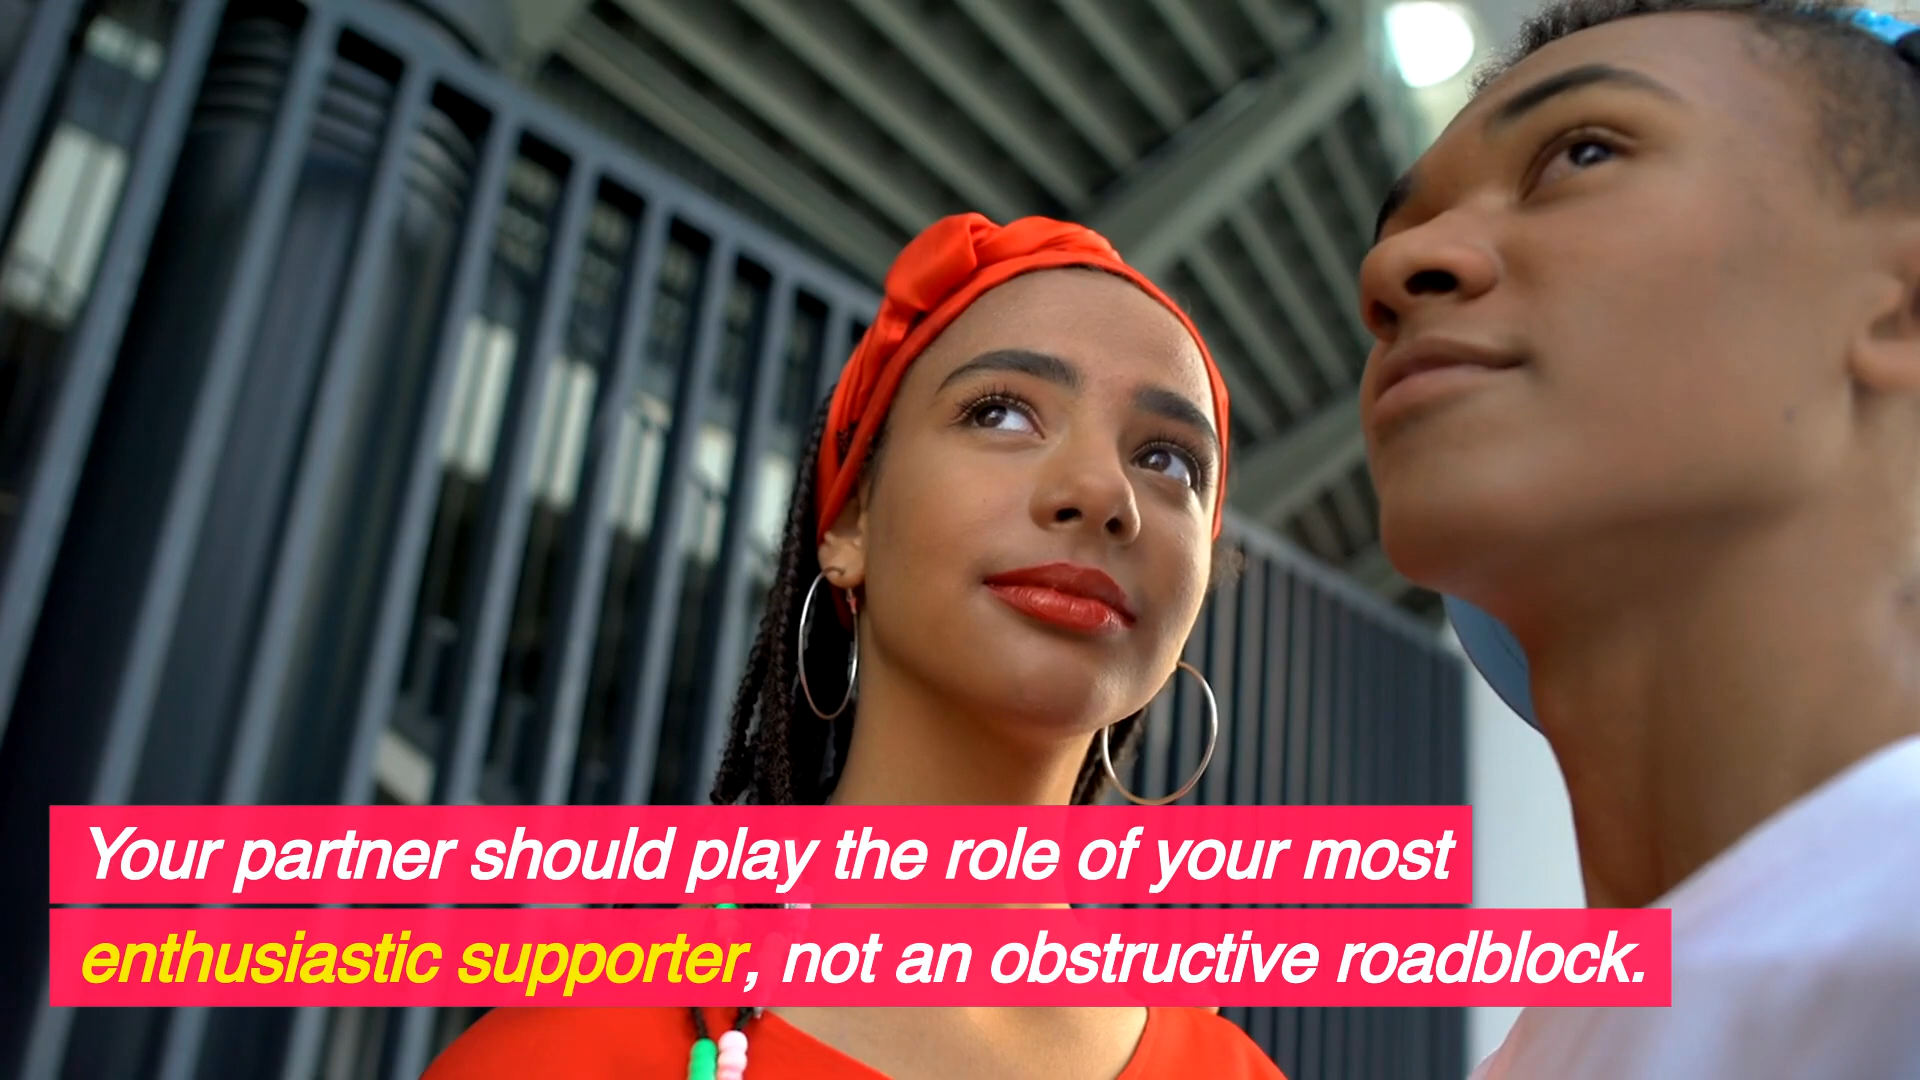 Your partner should play the role of your most
enthusiastic supporter, not an obstructive roadblock.